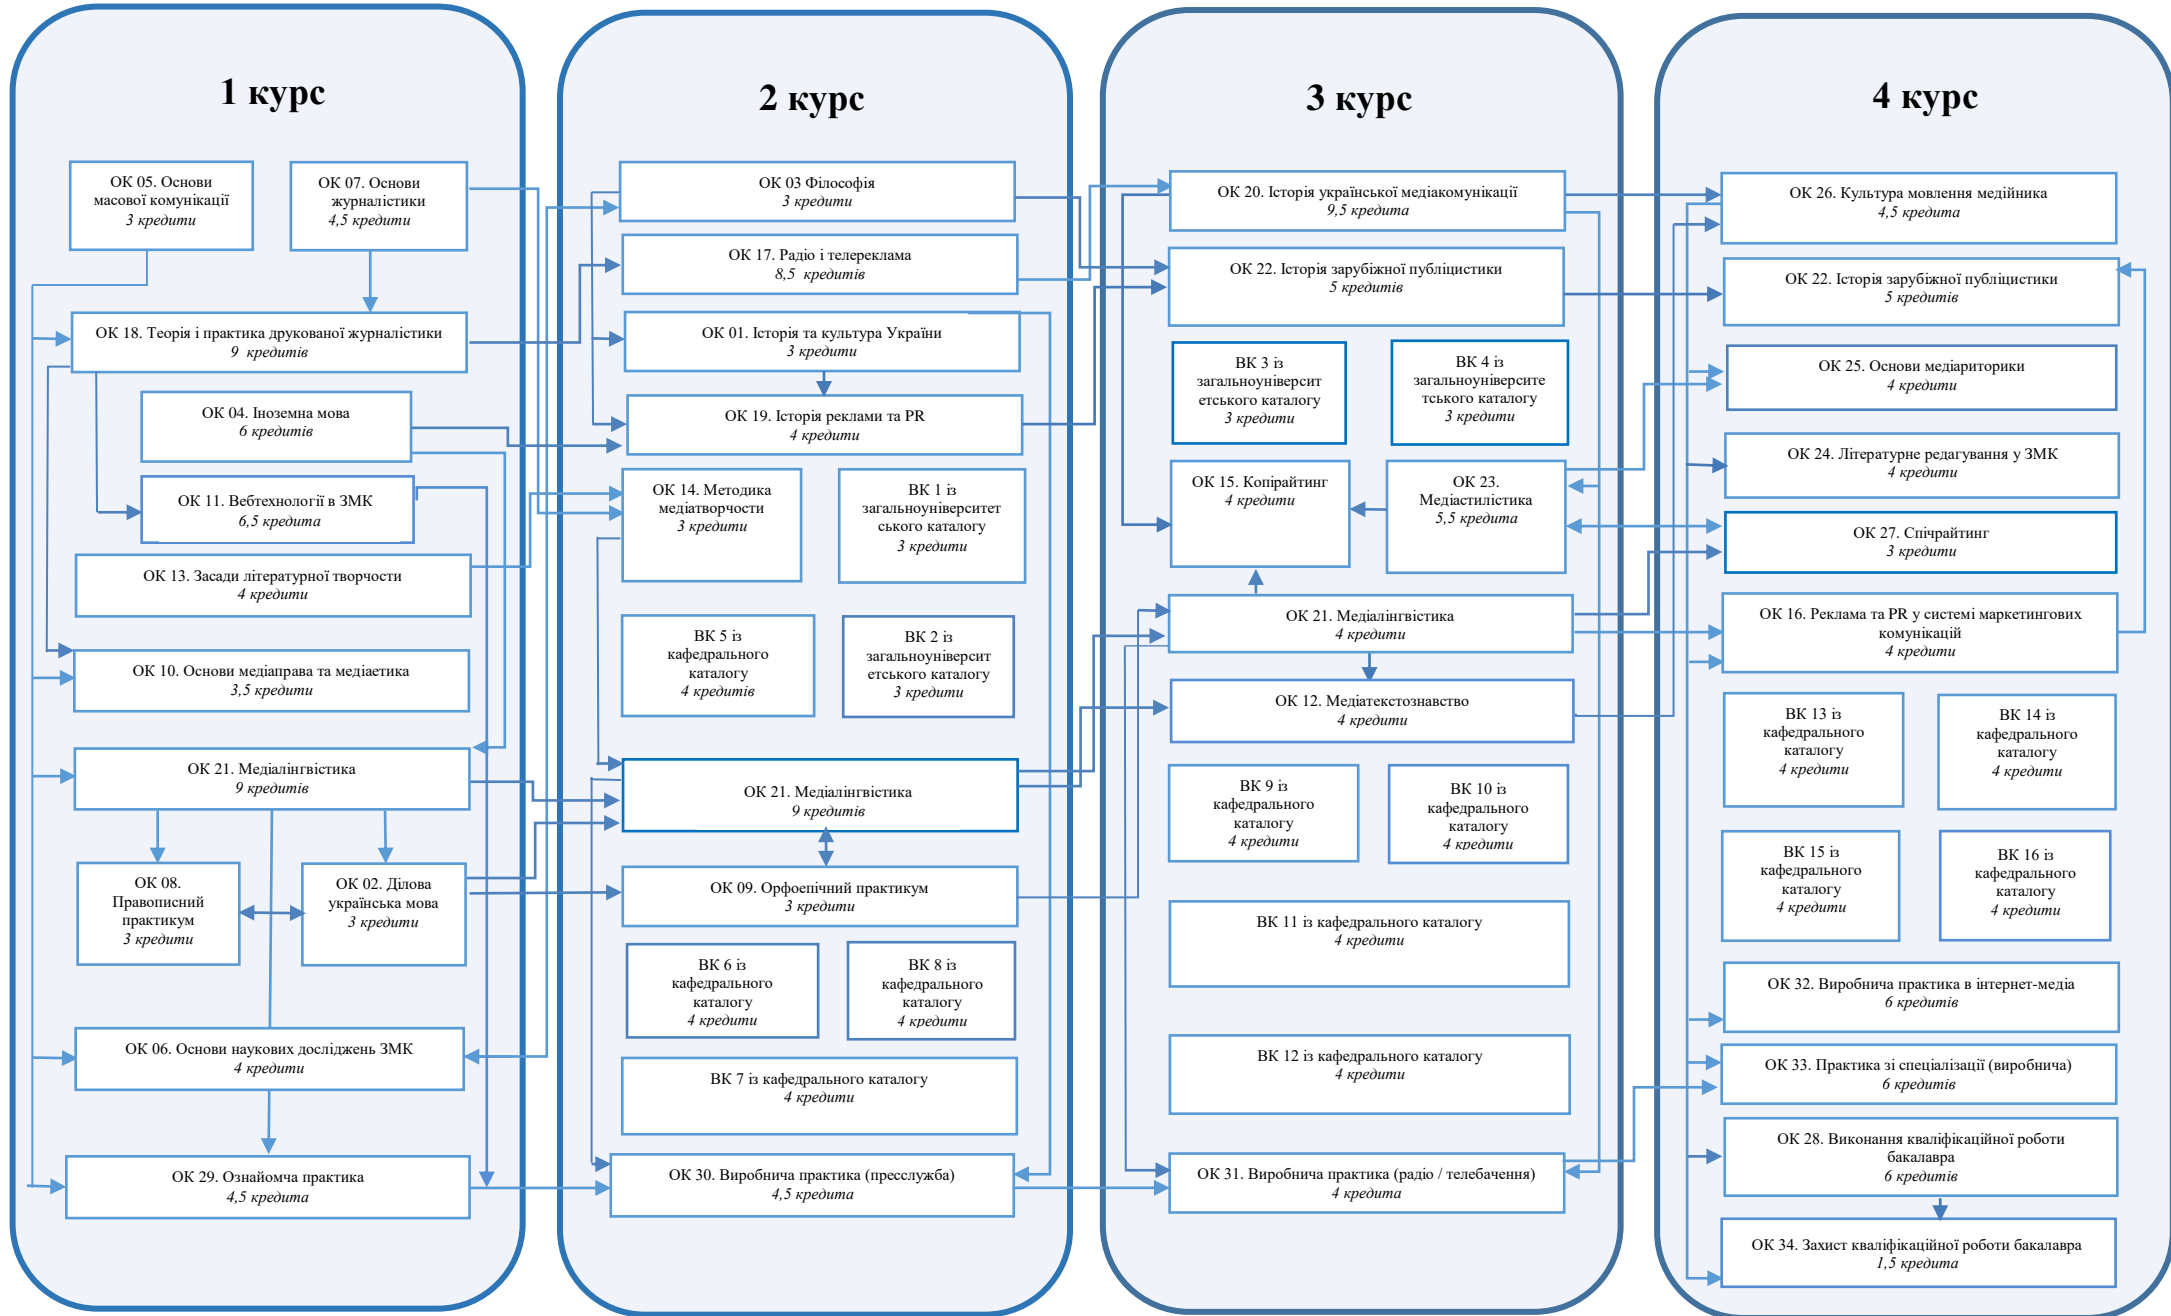 1 курс
ОК 05. Основи
масової комунікації
3 кредити
ОК 07. Основи
журналістики
4,5 кредити
ОК 18. Теорія і практика друкованої журналістики
9 кредитів
ОК 04. Іноземна мова
6 кредитів
ОК 11. Вебтехнології в ЗМК
6,5 кредита
ОК 13. Засади літературної творчости
4 кредити
ОК 10. Основи медіаправа та медіаетика
3,5 кредити
ОК 21. Медіалінгвістика
9 кредитів
ОК 08.
Правописний
практикум
3 кредити
ОК 02. Ділова
українська мова
3 кредити
ОК 06. Основи наукових досліджень ЗМК
4 кредити
ОК 29. Ознайомча практика
4,5 кредита
2 курс
ОК 03 Філософія
3 кредити
ОК 17. Радіо і телереклама
8,5 кредитів
ОК 01. Історія та культура України
3 кредити
ОК 19. Історія реклами та PR
4 кредити
ОК 14. Методика
медіатворчости
3 кредити
ВК 1 із
загальноуніверситет
ського каталогу
3 кредити
ВК 5 із
кафедрального
каталогу
4 кредитів
ВК 2 із
загальноуніверсит
етського каталогу
3 кредити
ОК 21. Медіалінгвістика
9 кредитів
ОК 09. Орфоепічний практикум
3 кредити
ВК 6 із
кафедрального
каталогу
4 кредити
ВК 8 із
кафедрального
каталогу
4 кредити
ВК 7 із кафедрального каталогу
4 кредити
ОК 30. Виробнича практика (пресслужба)
4,5 кредита
3 курс
ОК 20. Історія української медіакомунікації
9,5 кредита
ОК 22. Історія зарубіжної публіцистики
5 кредитів
ВК 3 із
загальноуніверсит
етського каталогу
3 кредити
ВК 4 із
загальноуніверсите
тського каталогу
3 кредити
ОК 15. Копірайтинг
4 кредити
ОК 23.
Медіастилістика
5,5 кредита
ОК 21. Медіалінгвістика
4 кредити
ОК 12. Медіатекстознавство
4 кредити
ВК 9 із
кафедрального
каталогу
4 кредити
ВК 10 із
кафедрального
каталогу
4 кредити
ВК 11 із кафедрального каталогу
4 кредити
ВК 12 із кафедрального каталогу
4 кредити
ОК 31. Виробнича практика (радіо / телебачення)
4 кредита
4 курс
ОК 26. Культура мовлення медійника
4,5 кредита
ОК 22. Історія зарубіжної публіцистики
5 кредитів
ОК 25. Основи медіариторики
4 кредити
ОК 24. Літературне редагування у ЗМК
4 кредити
ОК 27. Спічрайтинг
3 кредити
ОК 16. Реклама та PR у системі маркетингових
комунікацій
4 кредити
ВК 13 із
кафедрального
каталогу
4 кредити
ВК 14 із
кафедрального
каталогу
4 кредити
ВК 15 із
кафедрального
каталогу
4 кредити
ВК 16 із
кафедрального
каталогу
4 кредити
ОК 32. Виробнича практика в інтернет-медіа
6 кредитів
ОК 33. Практика зі спеціалізації (виробнича)
6 кредитів
ОК 28. Виконання кваліфікаційної роботи
бакалавра
6 кредитів
ОК 34. Захист кваліфікаційної роботи бакалавра
1,5 кредита